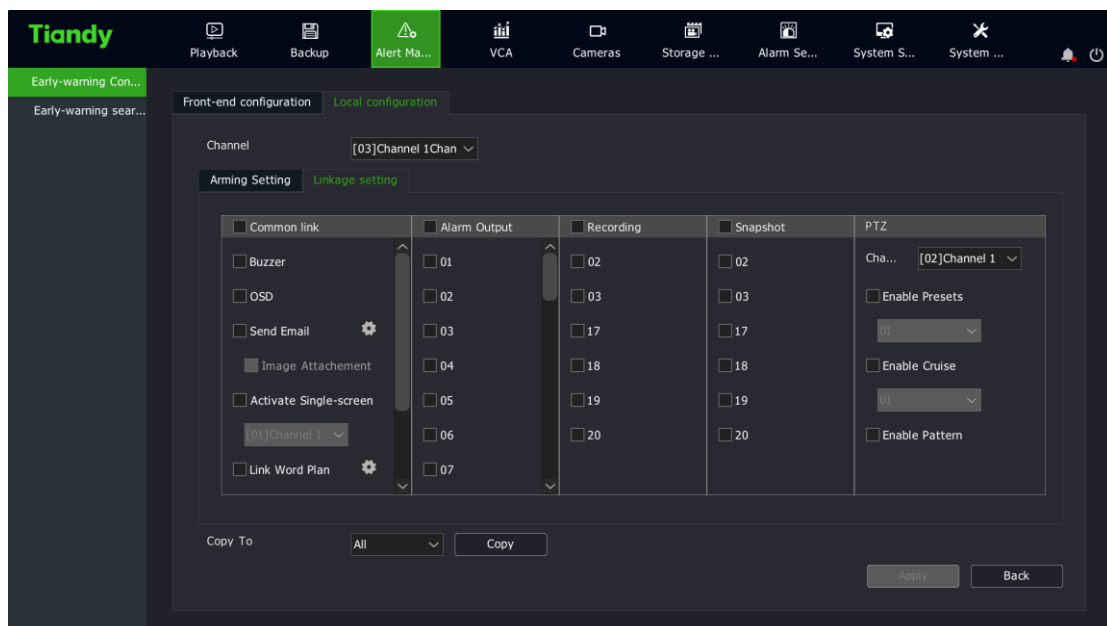 Tiandy
Playback Backup Alert Ma... VCA Cameras Storage ... Alarm Se... System S... System ...
Early-warning Con...
Early-warning sear...
Front-end configuration Local configuration
Channel [03]Channel 1Chan
Arming Setting Linkage setting
Common link Alarm Output Recording Snapshot PTZ
Buzzer 01 02 02 Cha... [02]Channel 1
OSD 02 03 03 Enable Presets
Send Email 03 17 17 01
Image Attachement 04 18 18 Enable Cruise
Activate Single-screen 05 19 19 01
[01]Channel 1 06 20 20 Enable Pattern
Link Word Plan 07
Copy To All Copy
Apply Back